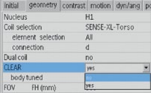 initial geometry contrast motion dyn/ang po
Nucleus H1
Coil selection SENSE-XL-Torso
element selection All
connection d
Dual coil no
CLEAR yes
body tuned no
yes
FOV FH (mm)